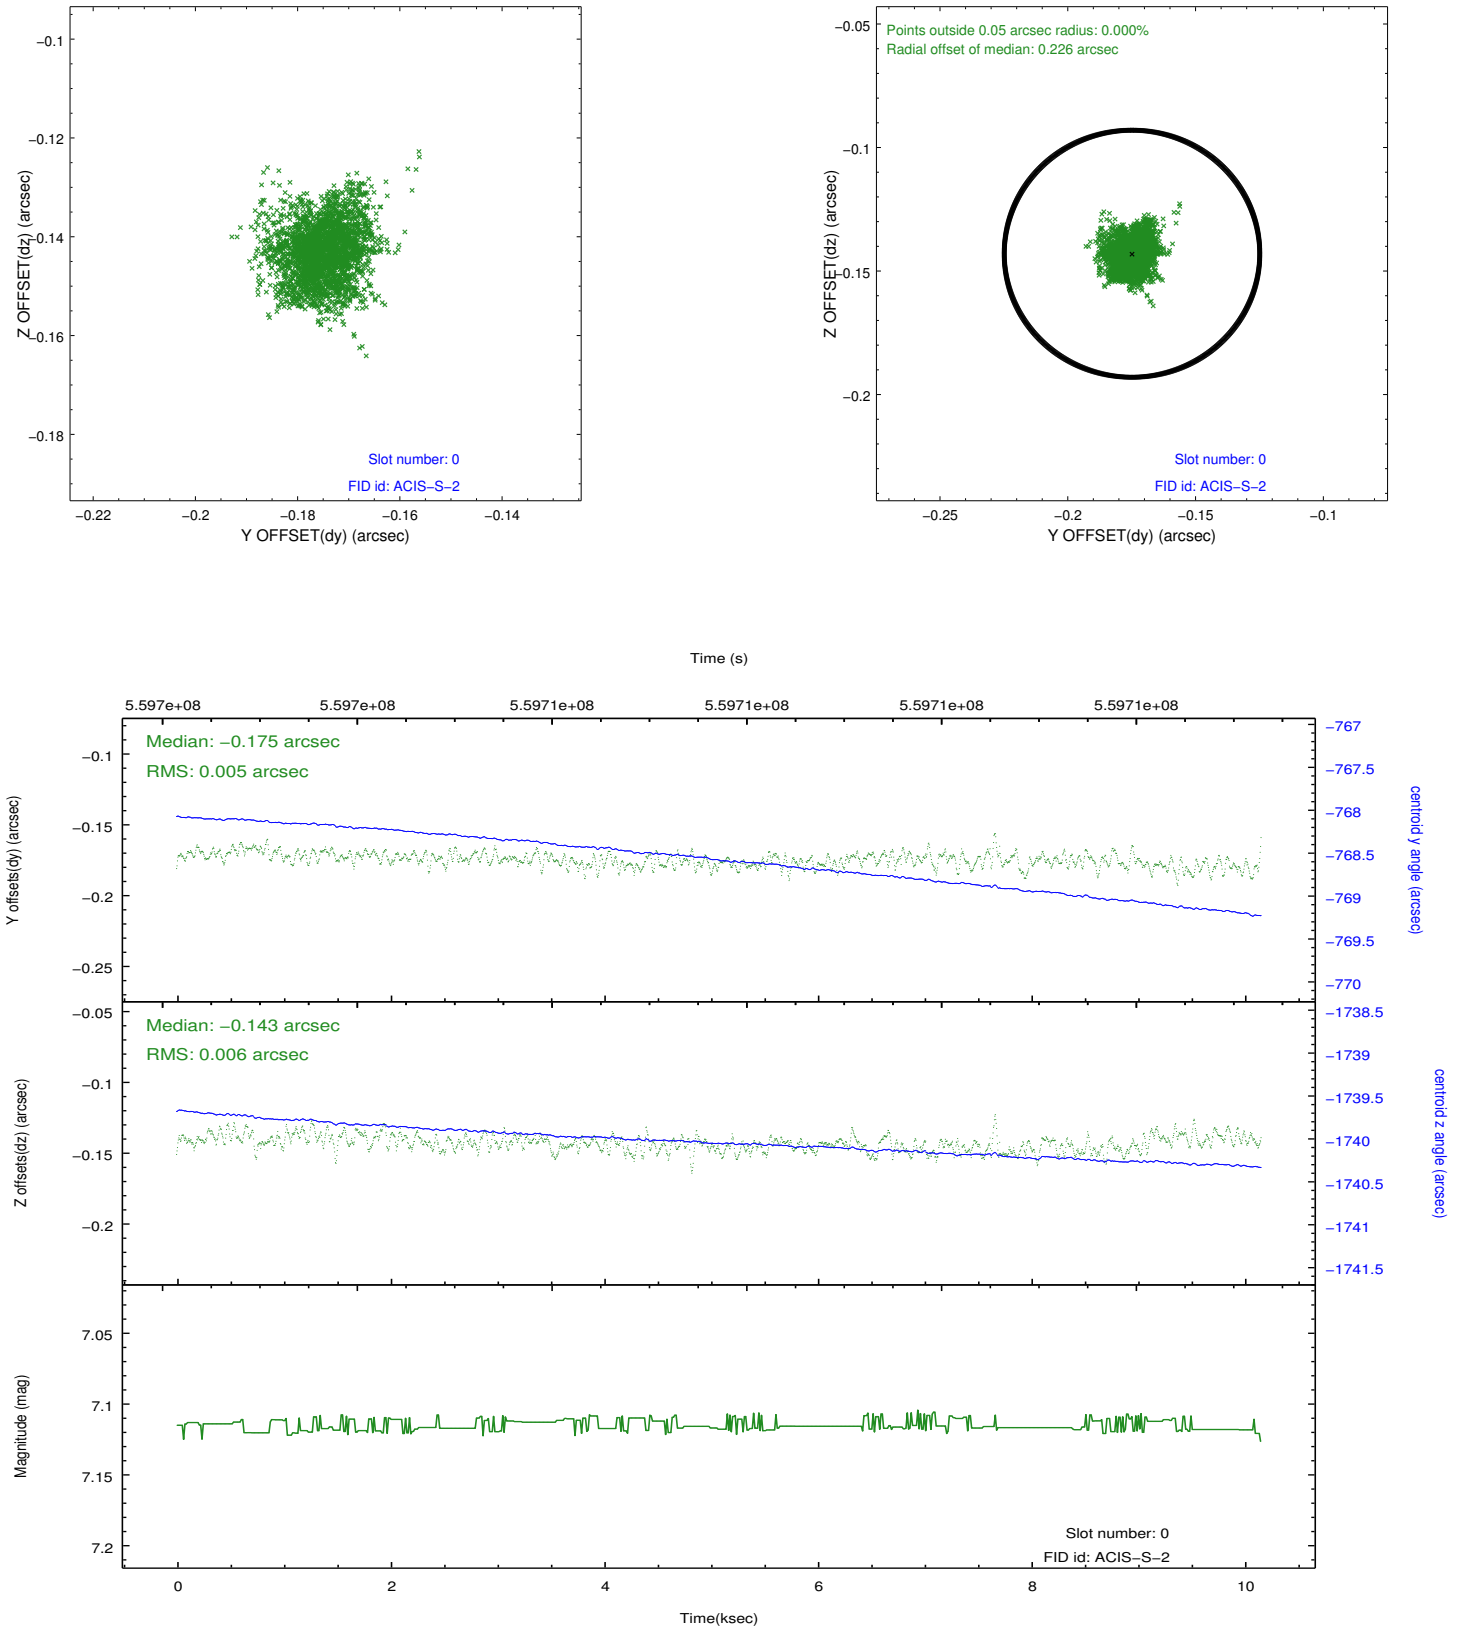 −0.1
−0.12
−0.14
−0.16
−0.18
Z OFFSET(dz) (arcsec)
Slot number: 0
FID id: ACIS−S−2
−0.22 −0.2 −0.18 −0.16 −0.14
Y OFFSET(dy) (arcsec)
Points outside 0.05 arcsec radius: 0.000%
Radial offset of median: 0.226 arcsec
−0.05
−0.1
−0.15
−0.2
Z OFFSET(dz) (arcsec)
Slot number: 0
FID id: ACIS−S−2
−0.25 −0.2 −0.15 −0.1
Y OFFSET(dy) (arcsec)
Time (s)
5.597e+08 5.597e+08 5.5971e+08 5.5971e+08 5.5971e+08 5.5971e+08
Median: −0.175 arcsec
RMS: 0.005 arcsec
−0.1
−0.15
−0.2
−0.25
Y offsets(dy) (arcsec)
−767
−767.5
−768
−768.5
−769
−769.5
−770
centroid y angle (arcsec)
Median: −0.143 arcsec
RMS: 0.006 arcsec
−0.05
−0.1
−0.15
−0.2
Z offsets(dz) (arcsec)
−1738.5
−1739
−1739.5
−1740
−1740.5
−1741
−1741.5
centroid z angle (arcsec)
7.05
7.1
7.15
7.2
Magnitude (mag)
Slot number: 0
FID id: ACIS−S−2
0 2 4 6 8 10
Time(ksec)